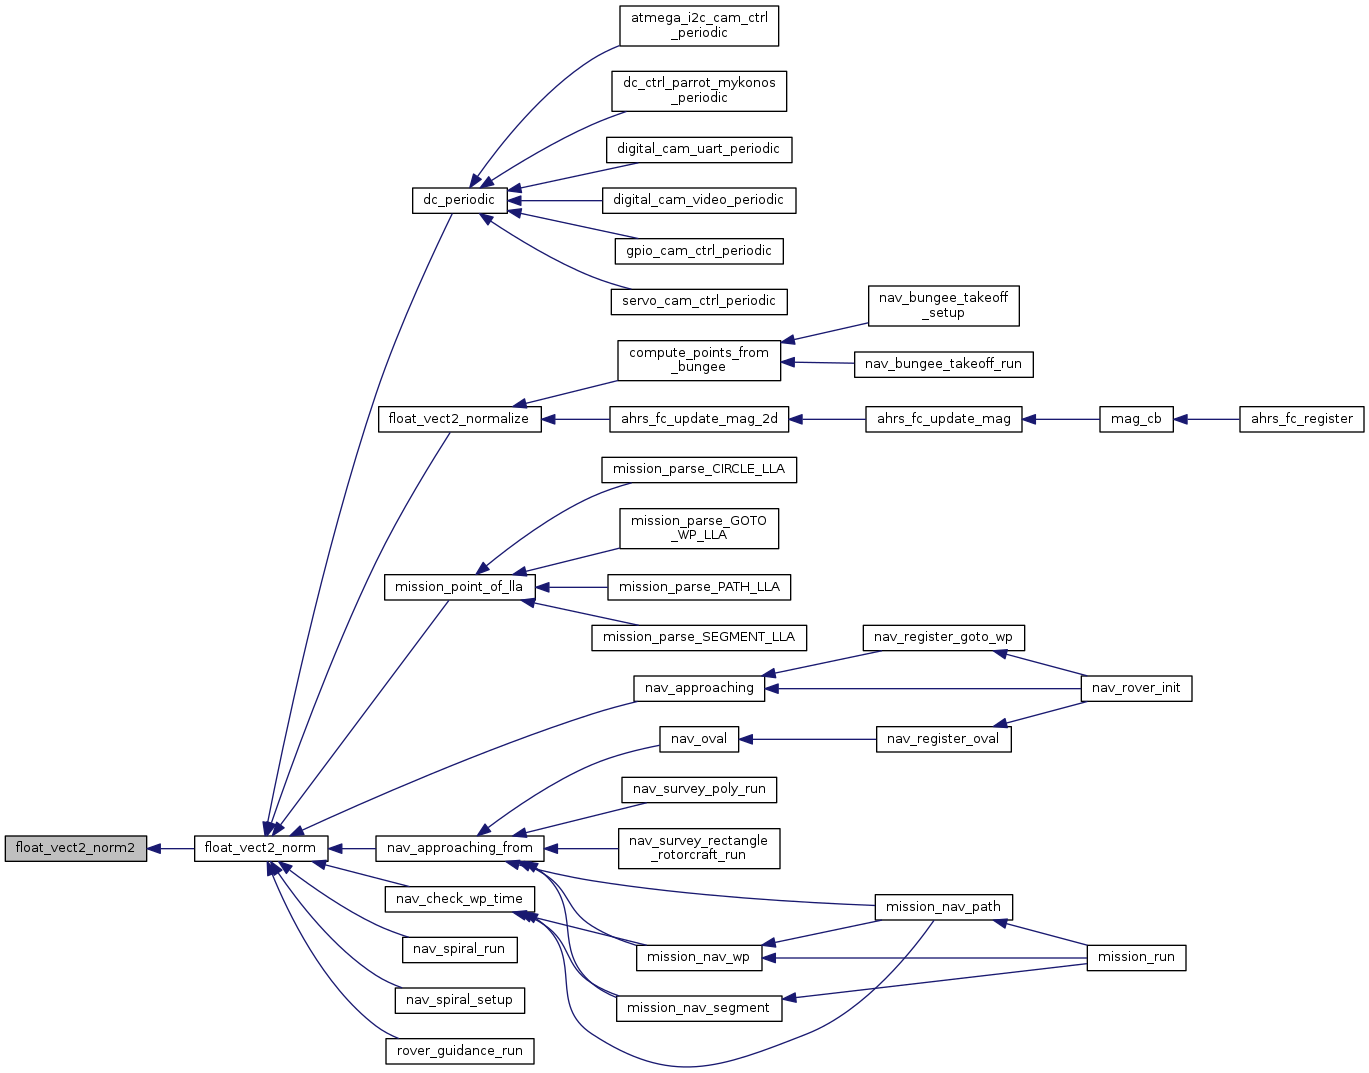 atmega_i2c_cam_ctrl
_periodic
dc_ctrl_parrot_mykonos
_periodic
digital_cam_uart_periodic
dc_periodic
digital_cam_video_periodic
gpio_cam_ctrl_periodic
servo_cam_ctrl_periodic
nav_bungee_takeoff
_setup
compute_points_from
_bungee
nav_bungee_takeoff_run
float_vect2_normalize
ahrs_fc_update_mag_2d
ahrs_fc_update_mag
mag_cb
ahrs_fc_register
mission_parse_CIRCLE_LLA
mission_parse_GOTO
_WP_LLA
mission_point_of_lla
mission_parse_PATH_LLA
mission_parse_SEGMENT_LLA
nav_register_goto_wp
nav_approaching
nav_rover_init
nav_oval
nav_register_oval
nav_survey_poly_run
float_vect2_norm2
float_vect2_norm
nav_approaching_from
nav_survey_rectangle
_rotorcraft_run
nav_check_wp_time
mission_nav_path
nav_spiral_run
mission_nav_wp
mission_run
nav_spiral_setup
mission_nav_segment
rover_guidance_run